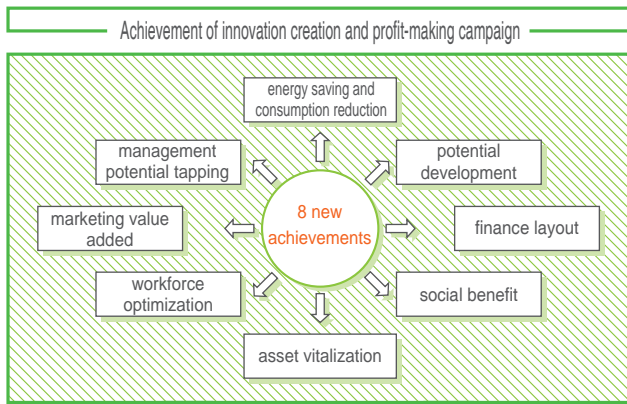 Achievement of innovation creation and profit-making campaign
energy saving and
consumption reduction
management
potential tapping
potential
development
marketing value
added
8 new
achievements
finance layout
workforce
optimization
social benefit
asset vitalization